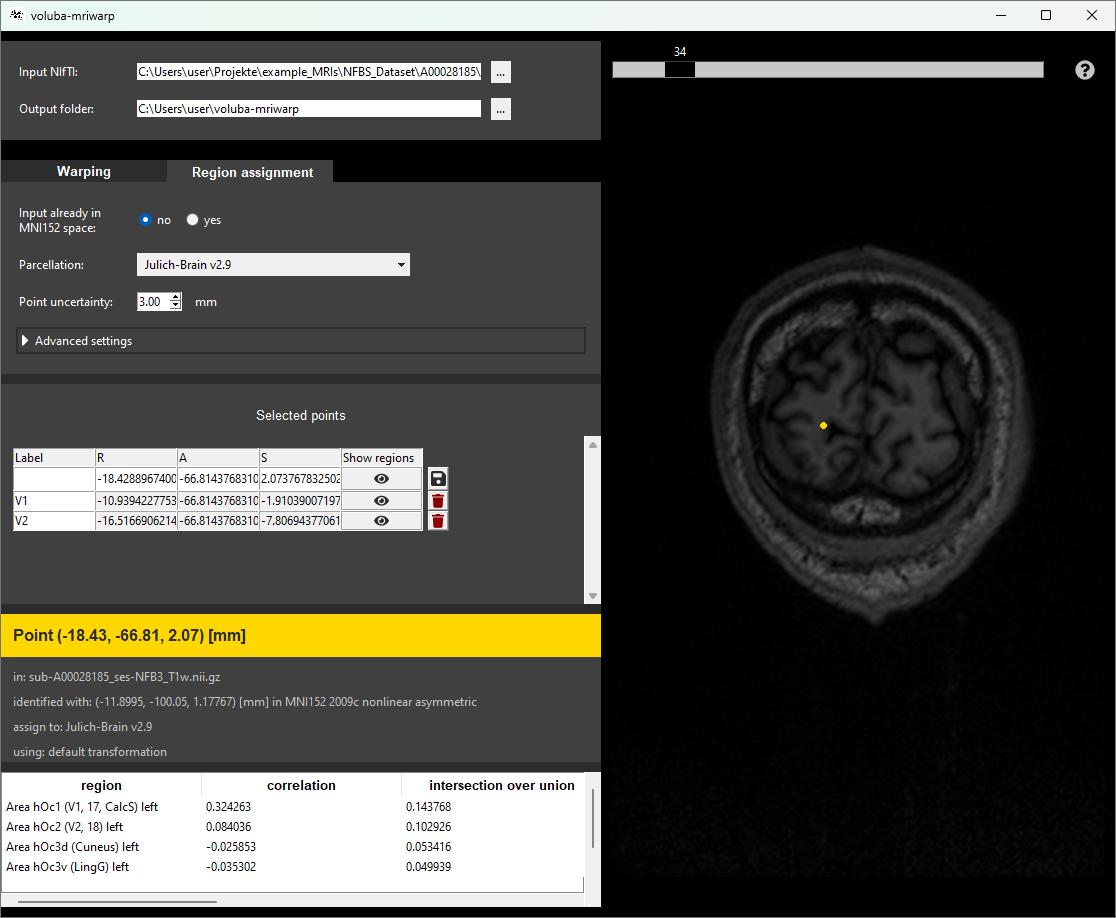 voluba-mriwarp
34
Input NIfTI: C:\Users\user\Projekte\example_MRIs\NFBS_Dataset\A00028185\ ...
Output folder: C:\Users\user\voluba-mriwarp ...
?
Warping Region assignment
Input already in
MNI152 space: no yes
Parcellation: Julich-Brain v2.9
Point uncertainty: 3.00 mm
Advanced settings
Selected points
Label R A S Show regions
-18.4288967400 -66.8143768310 2.073767832502
V1 -10.9394227753 -66.8143768310 -1.91039007197
V2 -16.5166906214 -66.8143768310 -7.80694377061
Point (-18.43, -66.81, 2.07) [mm]
in: sub-A00028185_ses-NFB3_T1w.nii.gz
identified with: (-11.8995, -100.05, 1.17767) [mm] in MNI152 2009c nonlinear asymmetric
assign to: Julich-Brain v2.9
using: default transformation
region correlation intersection over union
Area hOc1 (V1, 17, CalcS) left 0.324263 0.143768
Area hOc2 (V2, 18) left 0.084036 0.102926
Area hOc3d (Cuneus) left -0.025853 0.053416
Area hOc3v (LingG) left -0.035302 0.049939